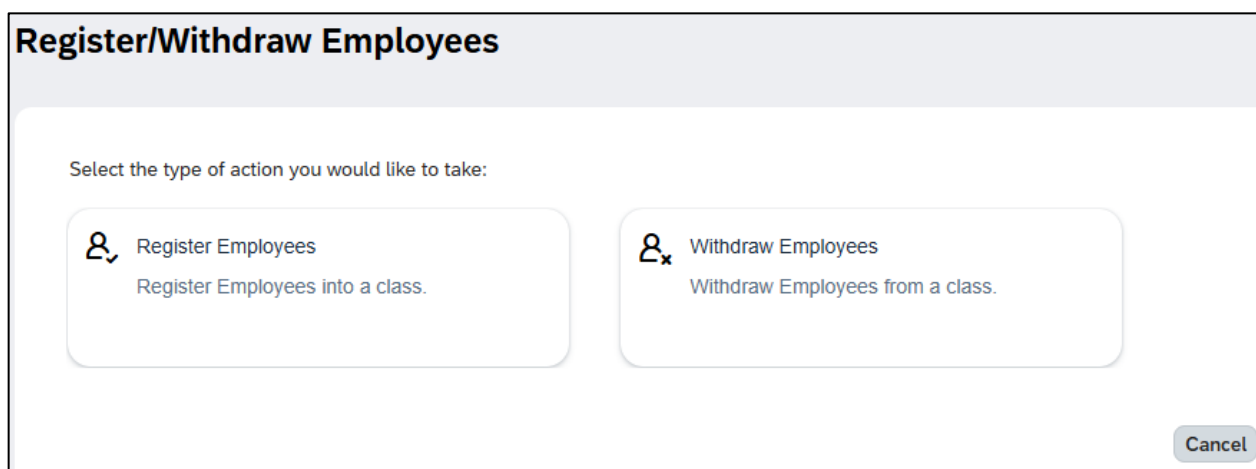 Register/Withdraw Employees
Select the type of action you would like to take:
Register Employees
Register Employees into a class.
Withdraw Employees
Withdraw Employees from a class.
Cancel